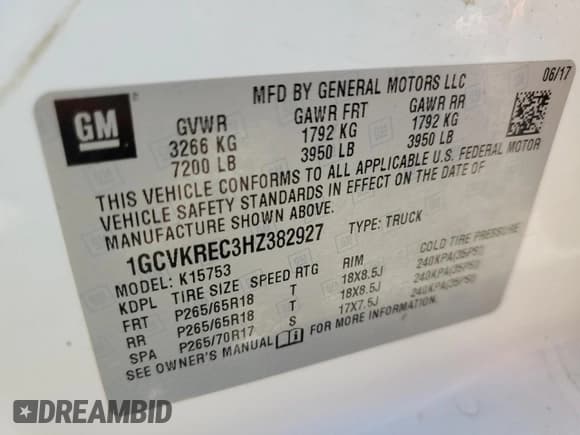 GM
MFD BY GENERAL MOTORS LLC 06/17
GVWR GAWR FRT GAWR RR
3266 KG 1792 KG 1792 KG
7200 LB 3950 LB 3950 LB
THIS VEHICLE CONFORMS TO ALL APPLICABLE U.S. FEDERAL MOTOR
VEHICLE SAFETY STANDARDS IN EFFECT ON THE DATE OF
MANUFACTURE SHOWN ABOVE.
1GCVKREC3HZ382927 TYPE: TRUCK
MODEL: K15753
KDPL TIRE SIZE SPEED RTG RIM COLD TIRE PRESSURE
FRT P265/65R18 T 18X8.5J 240KPA(35PSI)
RR P265/65R18 T 18X8.5J 240KPA(35PSI)
SPA P265/70R17 S 17X7.5J 240KPA(35PSI)
SEE OWNER'S MANUAL FOR MORE INFORMATION.
DREAMBID